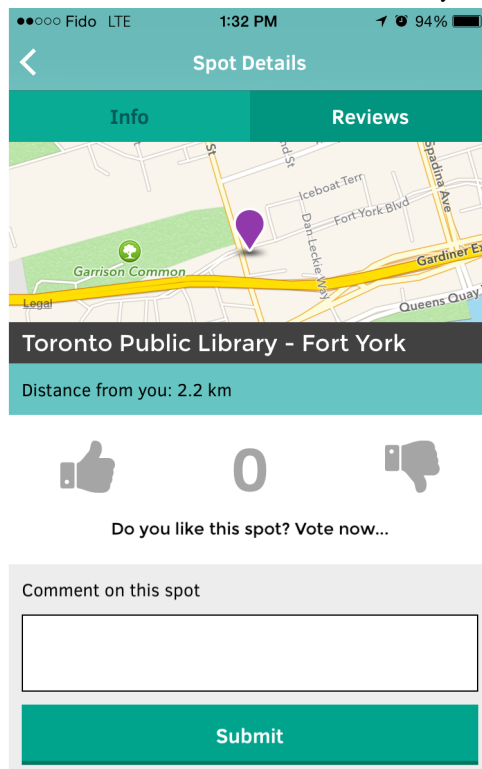 Fido LTE 1:32 PM 94%
Spot Details
Info Reviews
St
nd St
Spadina Ave
Iceboat Terr
Fort York Blvd
Dan Leckie Way
Gardiner Ex
Garrison Common
Legal
Queens Quay
Toronto Public Library - Fort York
Distance from you: 2.2 km
0
Do you like this spot? Vote now...
Comment on this spot
Submit